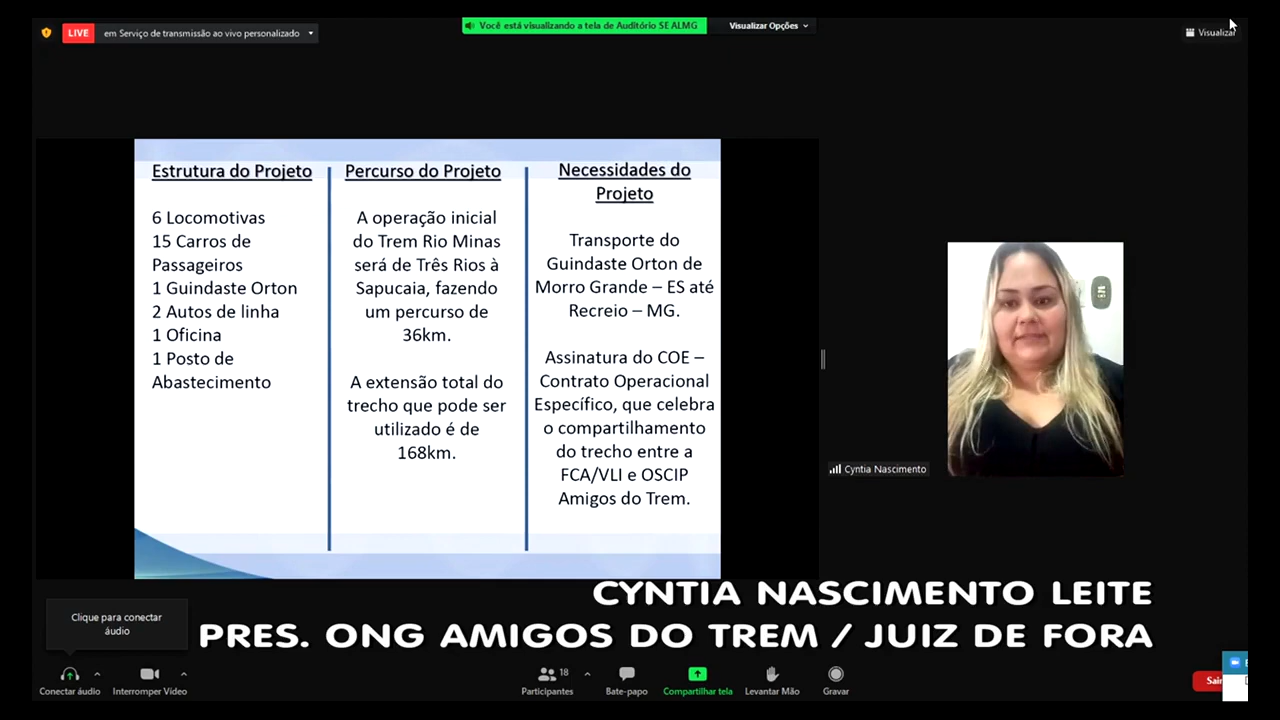 LIVE
em Serviço de transmissão ao vivo personalizado
Você está visualizando a tela de Auditório SE ALMG
Visualizar Opções
Visualizar
Estrutura do Projeto
6 Locomotivas
15 Carros de
Passageiros
1 Guindaste Orton
2 Autos de linha
1 Oficina
1 Posto de
Abastecimento
Percurso do Projeto
A operação inicial
do Trem Rio Minas
será de Três Rios à
Sapucaia, fazendo
um percurso de
36km.
A extensão total do
trecho que pode ser
utilizado é de
168km.
Necessidades do
Projeto
Transporte do
Guindaste Orton de
Morro Grande – ES até
Recreio – MG.
Assinatura do COE –
Contrato Operacional
Específico, que celebra
o compartilhamento
do trecho entre a
FCA/VLI e OSCIP
Amigos do Trem.
Cyntia Nascimento
CYNTIA NASCIMENTO LEITE
PRES. ONG AMIGOS DO TREM / JUIZ DE FORA
Clique para conectar
áudio
Conectar áudio
Interromper Vídeo
18
Participantes
Bate-papo
Compartilhar tela
Levantar Mão
Gravar
Sair